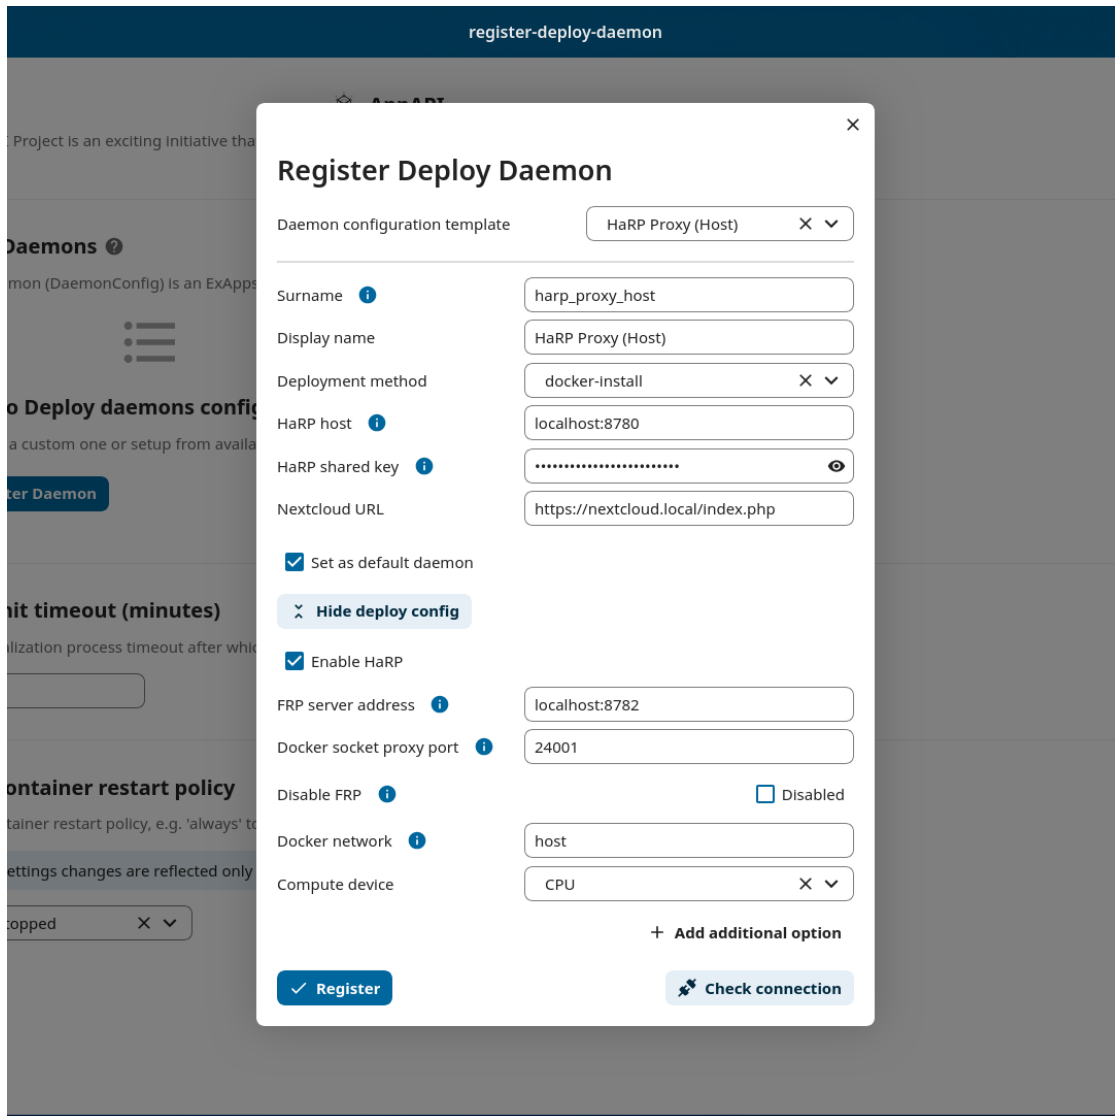 register-deploy-daemon
AppAPI
Project is an exciting initiative tha
Register Deploy Daemon
Daemon configuration template
HaRP Proxy (Host)
Daemons
mon (DaemonConfig) is an ExApps
Surname
harp_proxy_host
Display name
HaRP Proxy (Host)
Deployment method
docker-install
o Deploy daemons config
HaRP host
localhost:8780
a custom one or setup from availa
HaRP shared key
•••••••••••••••••••••••••
ter Daemon
Nextcloud URL
https://nextcloud.local/index.php
Set as default daemon
nit timeout (minutes)
Hide deploy config
alization process timeout after whic
Enable HaRP
FRP server address
localhost:8782
Docker socket proxy port
24001
ontainer restart policy
Disable FRP
Disabled
tainer restart policy, e.g. 'always' to
Docker network
host
ettings changes are reflected only
Compute device
CPU
topped
Add additional option
Register
Check connection